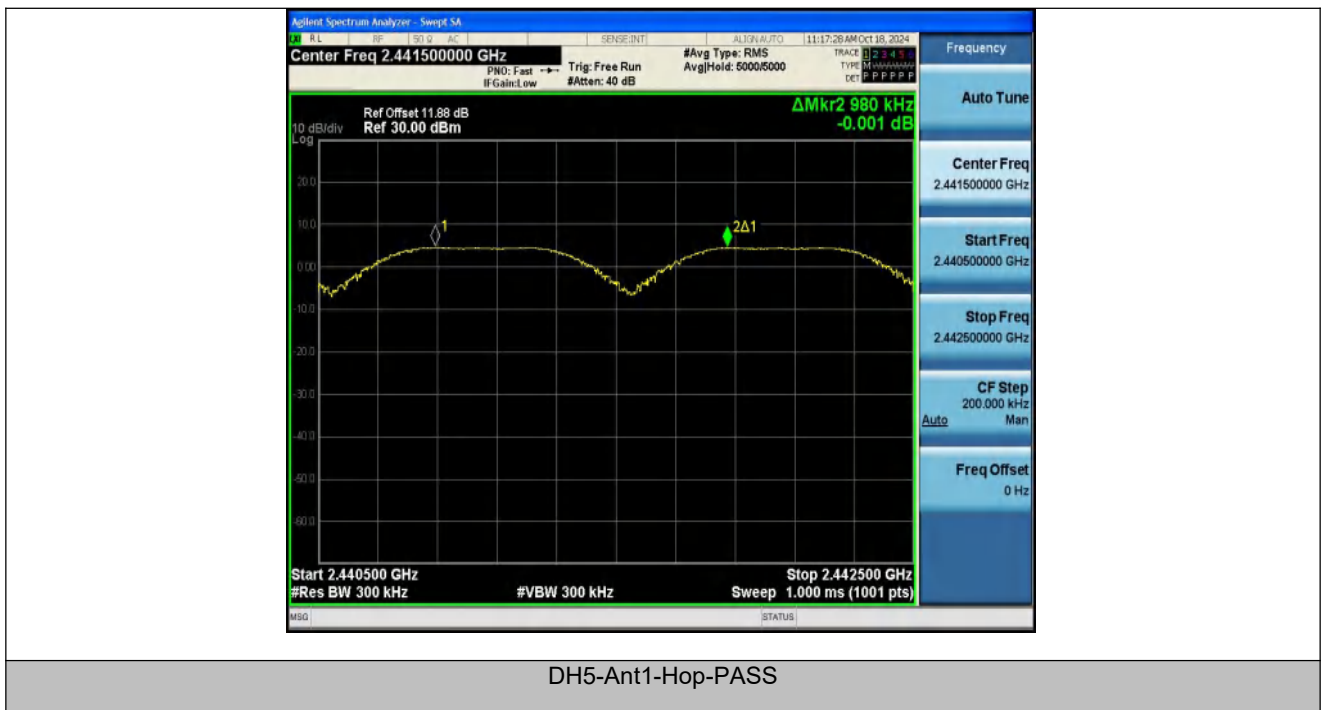 Agilent Spectrum Analyzer - Swept SA
RL RF 50 Ω AC SENSE:INT ALIGN AUTO 11:17:28 AM Oct 18, 2024
Center Freq 2.441500000 GHz
#Avg Type: RMS
TRACE 1 2 3 4 5 6
PNO: Fast
Trig: Free Run
Avg|Hold: 5000/5000
TYPE M
IFGain:Low
#Atten: 40 dB
DET P P P P P P
ΔMkr2 980 kHz
-0.001 dB
Ref Offset 11.88 dB
10 dB/div Ref 30.00 dBm
Log
20.0
10.0
0.00
-10.0
-20.0
-30.0
-40.0
-50.0
-60.0
1
2Δ1
Start 2.440500 GHz Stop 2.442500 GHz
#Res BW 300 kHz #VBW 300 kHz Sweep 1.000 ms (1001 pts)
MSG STATUS
Frequency
Auto Tune
Center Freq
2.441500000 GHz
Start Freq
2.440500000 GHz
Stop Freq
2.442500000 GHz
CF Step
200.000 kHz
Auto Man
Freq Offset
0 Hz
DH5-Ant1-Hop-PASS